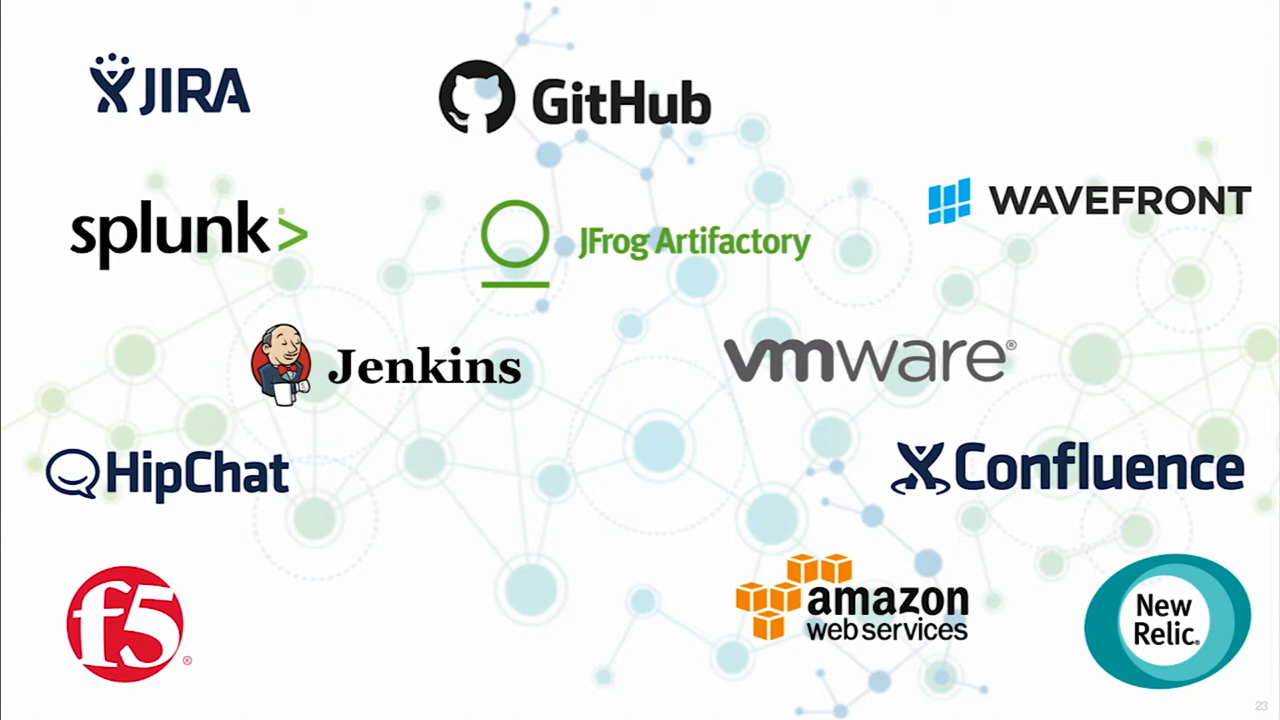 JIRA
GitHub
WAVEFRONT
splunk>®
JFrog Artifactory
Jenkins
vmware®
HipChat
Confluence
f5®
amazon
web services
New
Relic®
23